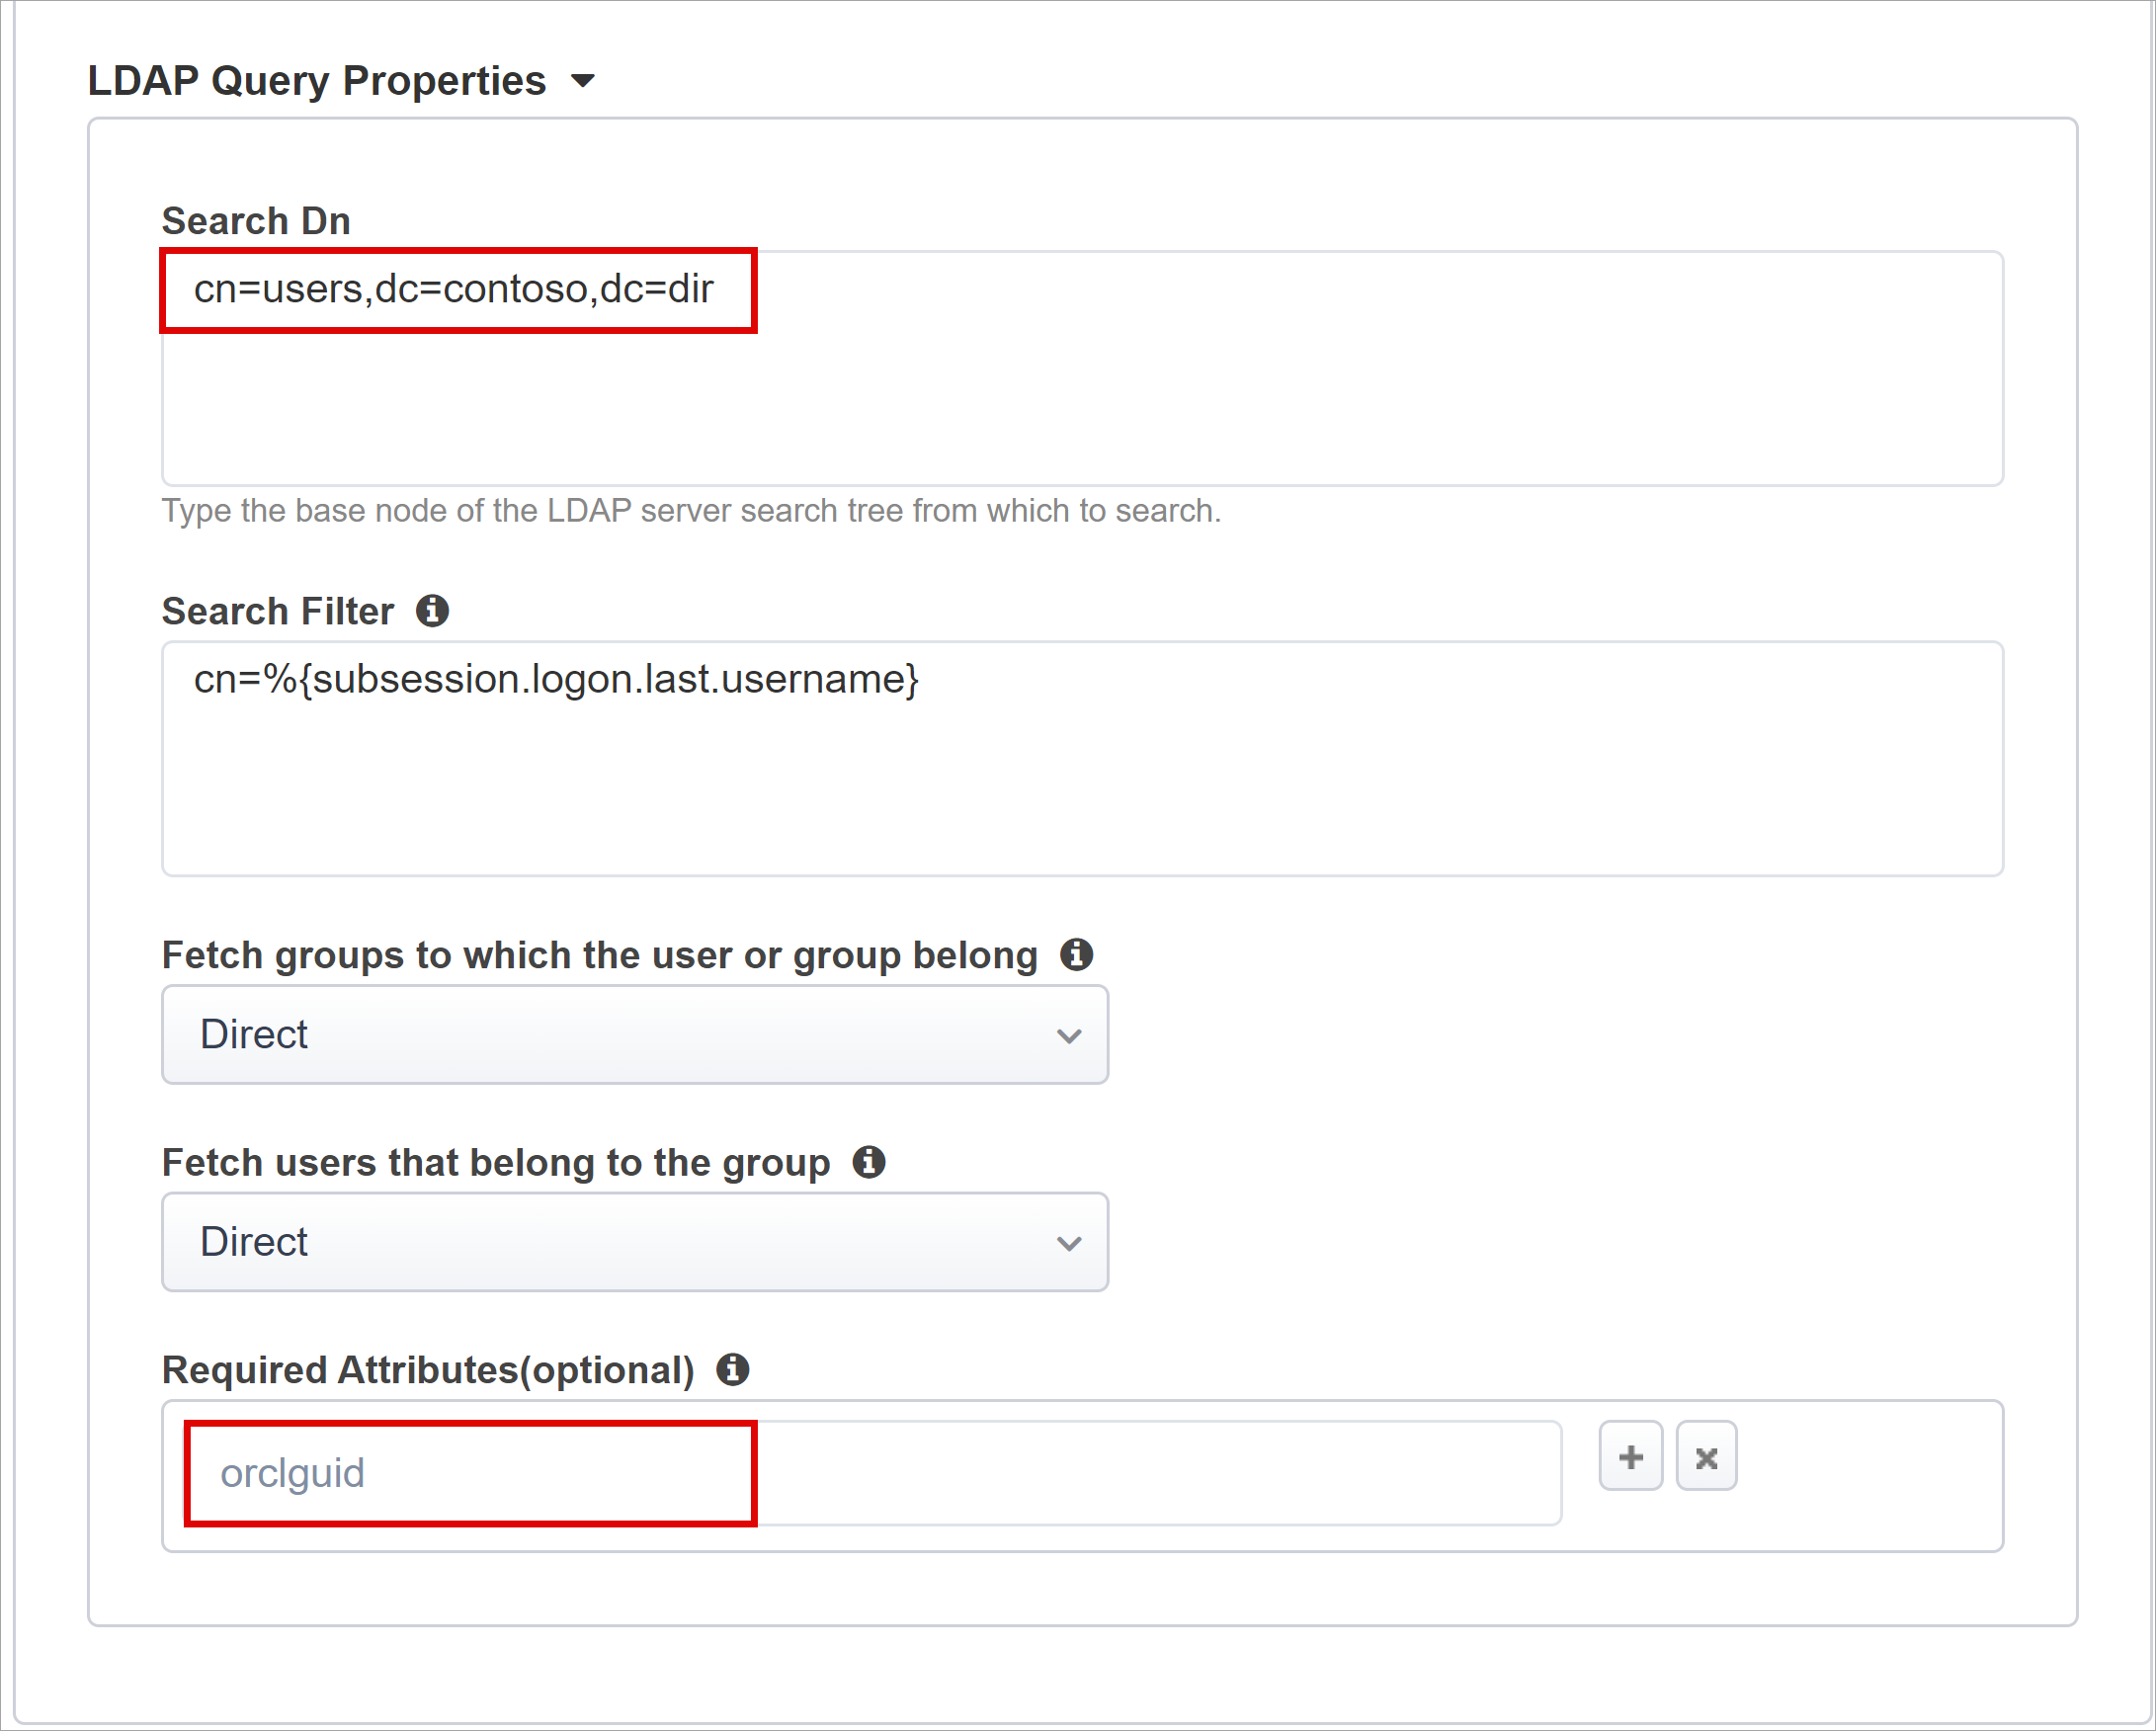 LDAP Query Properties
Search Dn
cn=users,dc=contoso,dc=dir
Type the base node of the LDAP server search tree from which to search.
Search Filter
cn=%{subsession.logon.last.username}
Fetch groups to which the user or group belong
Direct
Fetch users that belong to the group
Direct
Required Attributes(optional)
orclguid